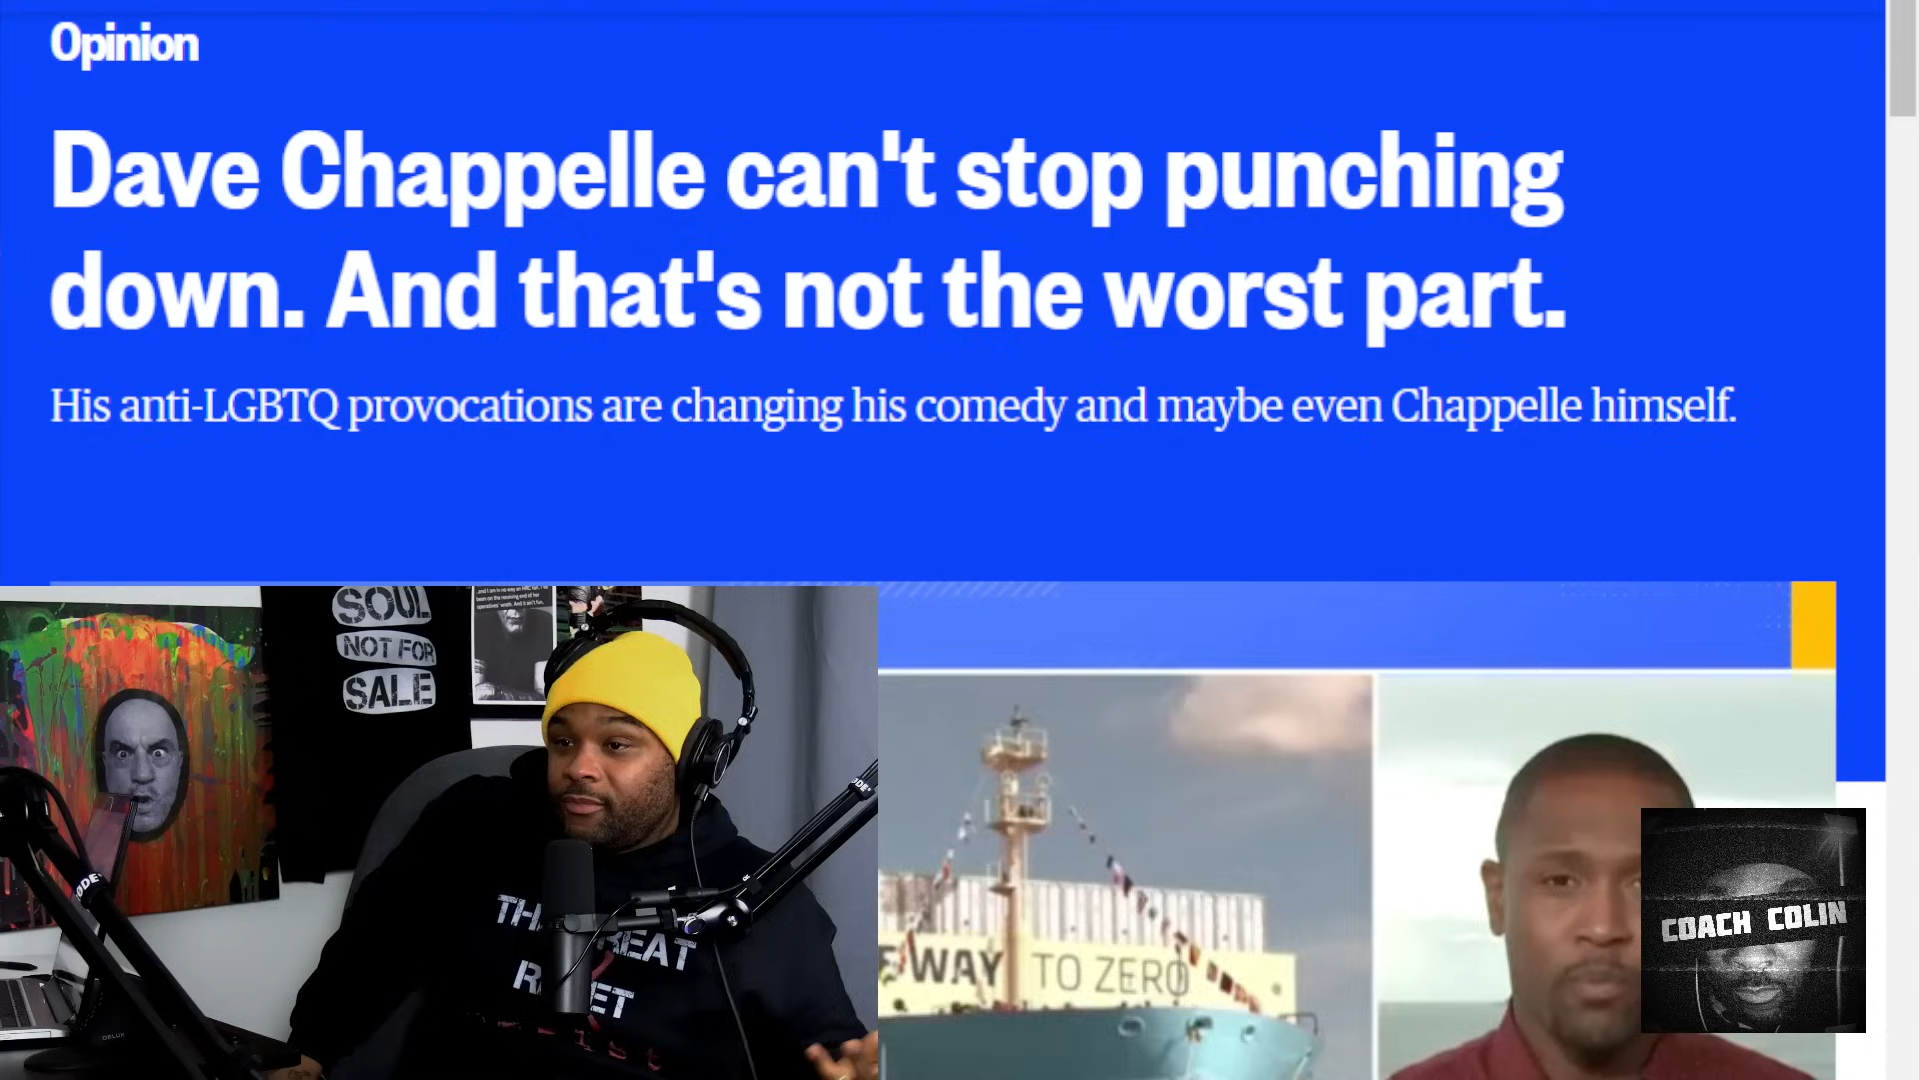 Opinion
Dave Chappelle can't stop punching
down. And that's not the worst part.
His anti-LGBTQ provocations are changing his comedy and maybe even Chappelle himself.
SOUL
NOT FOR
SALE
WAY TO ZERO
COACH COLIN
DELUX